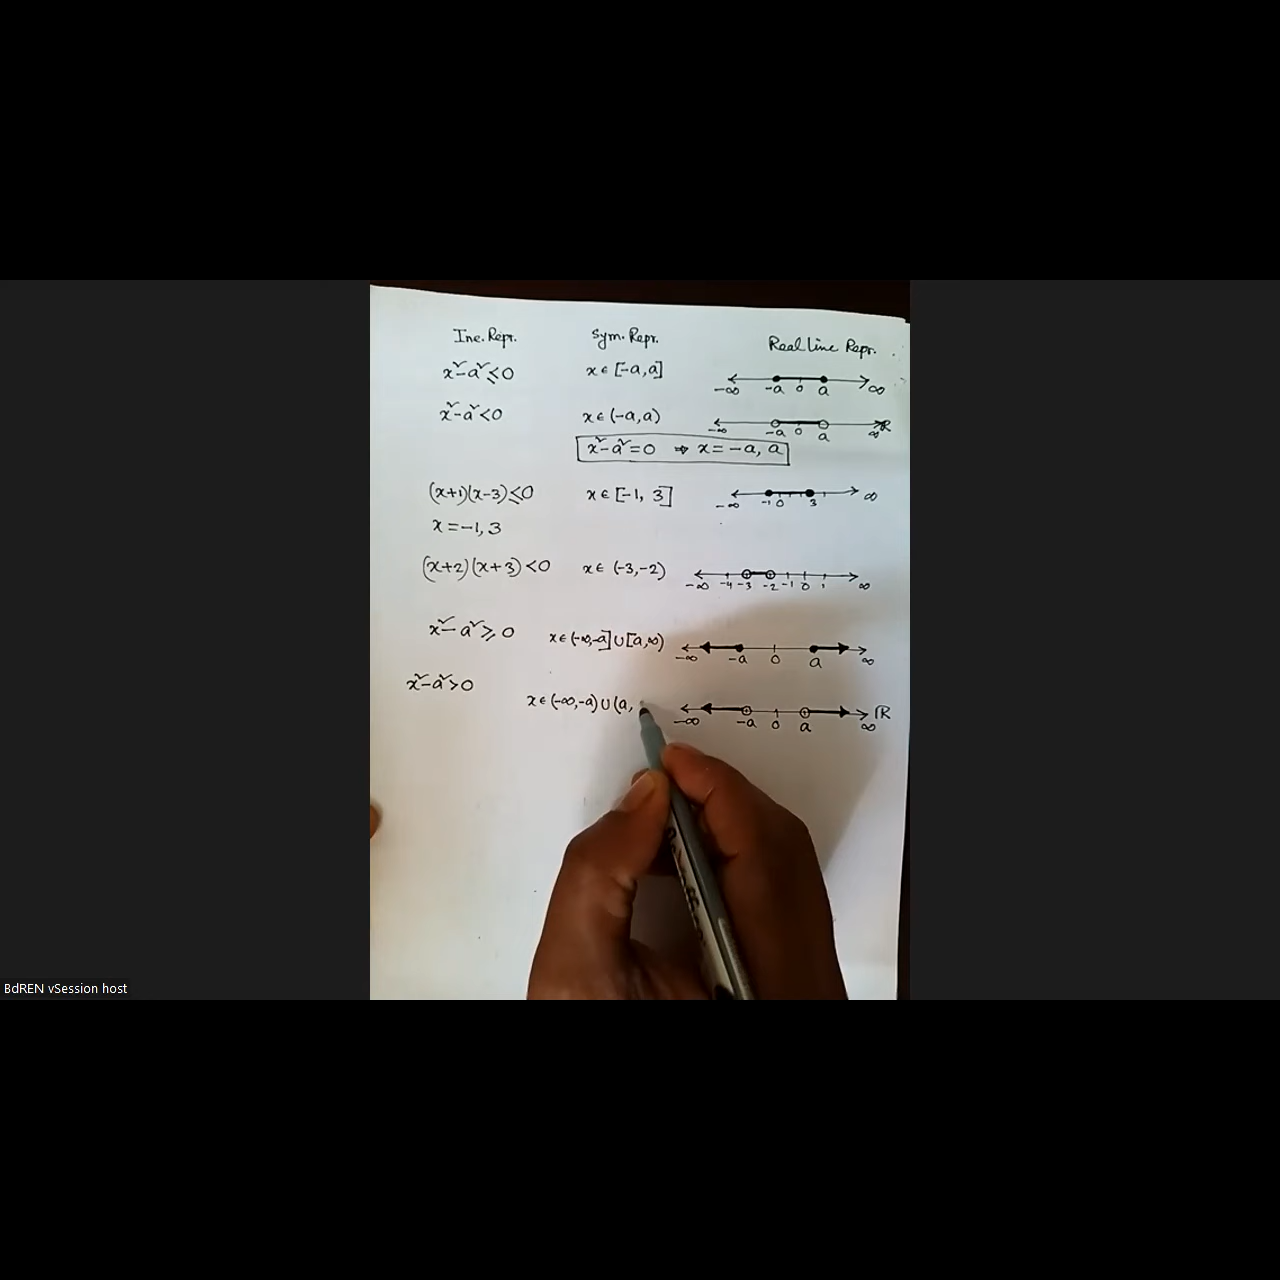 Ine. Repr. Sym. Repr. Real Line Repr.
x²-a²≤0 x ∈ [-a,a] -∞ -a 0 a ∞
x²-a²<0 x ∈ (-a,a) -∞ -a 0 a ∞ R
x²-a²=0 ⇒ x = -a, a
(x+1)(x-3)≤0 x ∈ [-1, 3] -∞ -1 0 3 ∞
x = -1, 3
(x+2)(x+3)<0 x ∈ (-3,-2) -∞ -4 -3 -2 -1 0 1 ∞
x²-a²≥0 x ∈ (-∞,-a] ∪ [a,∞) -∞ -a 0 a ∞
x²-a²>0 x ∈ (-∞,-a) ∪ (a, -∞ -a 0 a ∞ R
BdREN vSession host